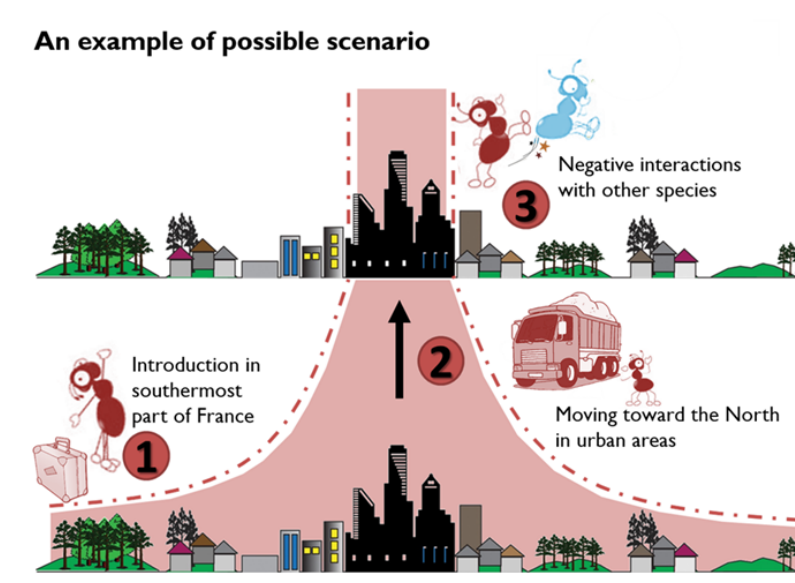 An example of possible scenario
Negative interactions
with other species
3
2
Introduction in
southermost
part of France
1
Moving toward the North
in urban areas